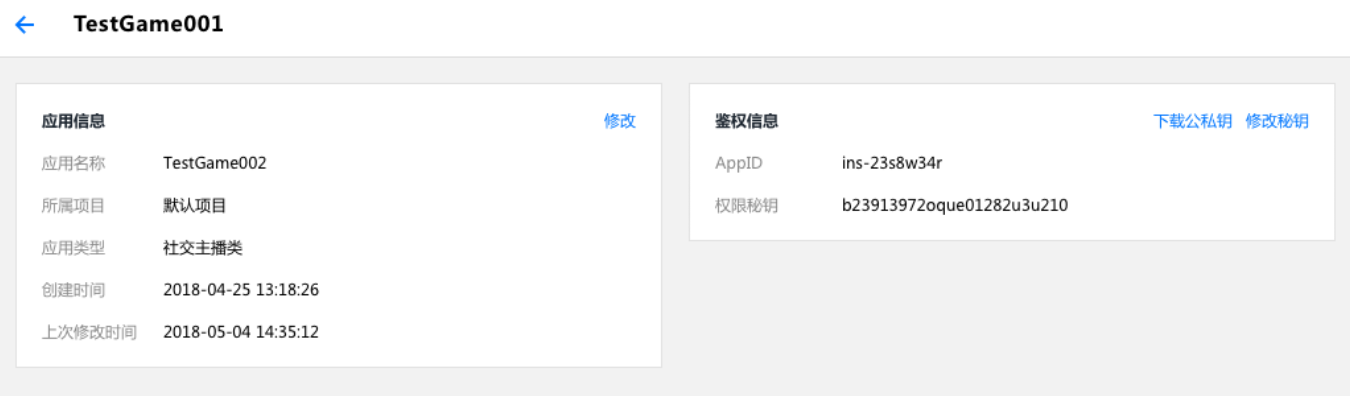 TestGame001
应用信息 修改
应用名称 TestGame002
所属项目 默认项目
应用类型 社交主播类
创建时间 2018-04-25 13:18:26
上次修改时间 2018-05-04 14:35:12
鉴权信息 下载公私钥 修改秘钥
AppID ins-23s8w34r
权限秘钥 b23913972oque01282u3u210